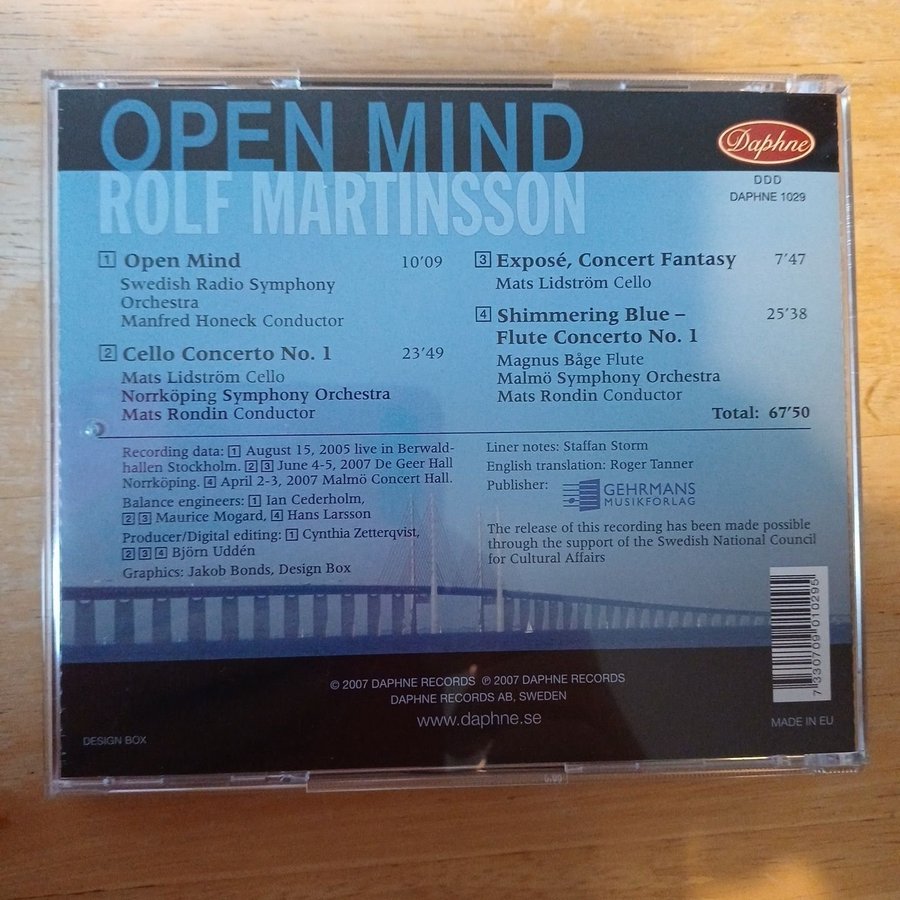 OPEN MIND
ROLF MARTINSSON
Daphne
DDD
DAPHNE 1029
1 Open Mind 10'09
Swedish Radio Symphony
Orchestra
Manfred Honeck Conductor
2 Cello Concerto No. 1 23'49
Mats Lidström Cello
Norrköping Symphony Orchestra
Mats Rondin Conductor
3 Exposé, Concert Fantasy 7'47
Mats Lidström Cello
4 Shimmering Blue – 25'38
Flute Concerto No. 1
Magnus Båge Flute
Malmö Symphony Orchestra
Mats Rondin Conductor
Total: 67'50
Recording data: 1 August 15, 2005 live in Berwald-
hallen Stockholm. 2 3 June 4-5, 2007 De Geer Hall
Norrköping. 4 April 2-3, 2007 Malmö Concert Hall.
Balance engineers: 1 Ian Cederholm,
2 3 Maurice Mogard, 4 Hans Larsson
Producer/Digital editing: 1 Cynthia Zetterqvist,
2 3 4 Björn Uddén
Graphics: Jakob Bonds, Design Box
Liner notes: Staffan Storm
English translation: Roger Tanner
Publisher:
GEHRMANS
MUSIKFÖRLAG
The release of this recording has been made possible
through the support of the Swedish National Council
for Cultural Affairs
7 330709 010295
© 2007 DAPHNE RECORDS ℗ 2007 DAPHNE RECORDS
DAPHNE RECORDS AB, SWEDEN
www.daphne.se
DESIGN BOX
MADE IN EU